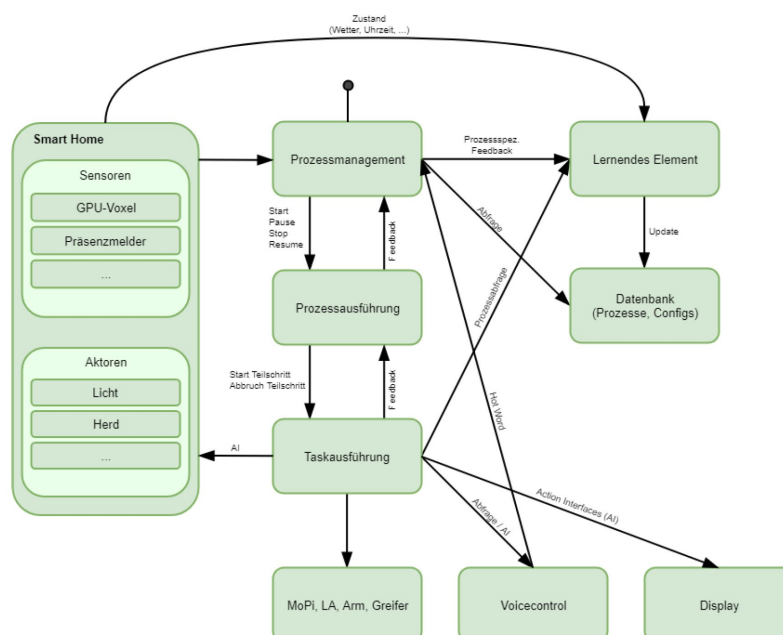 Zustand
(Wetter, Uhrzeit, ...)
Smart Home
Sensoren
GPU-Voxel
Präsenzmelder
...
Aktoren
Licht
Herd
...
Prozessmanagement
Prozessspez.
Feedback
Lernendes Element
Start
Pause
Stop
Resume
Feedback
Abfrage
Update
Prozessausführung
Prozessabfrage
Datenbank
(Prozesse, Configs)
Start Teilschritt
Abbruch Teilschritt
Feedback
Hot Word
AI
Taskausführung
Abfrage / AI
Action Interfaces (AI)
MoPi, LA, Arm, Greifer
Voicecontrol
Display